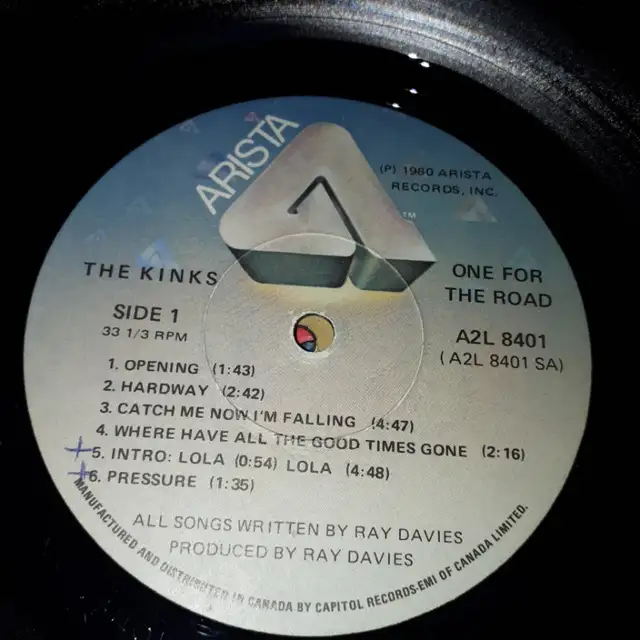 ARISTA
(P) 1980 ARISTA
RECORDS, INC.
TM
THE KINKS
ONE FOR
THE ROAD
SIDE 1
33 1/3 RPM
A2L 8401
(A2L 8401 SA)
1. OPENING (1:43)
2. HARDWAY (2:42)
3. CATCH ME NOW I'M FALLING (4:47)
4. WHERE HAVE ALL THE GOOD TIMES GONE (2:16)
5. INTRO: LOLA (0:54) LOLA (4:48)
6. PRESSURE (1:35)
ALL SONGS WRITTEN BY RAY DAVIES
PRODUCED BY RAY DAVIES
MANUFACTURED AND DISTRIBUTED IN CANADA BY CAPITOL RECORDS-EMI OF CANADA LIMITED.